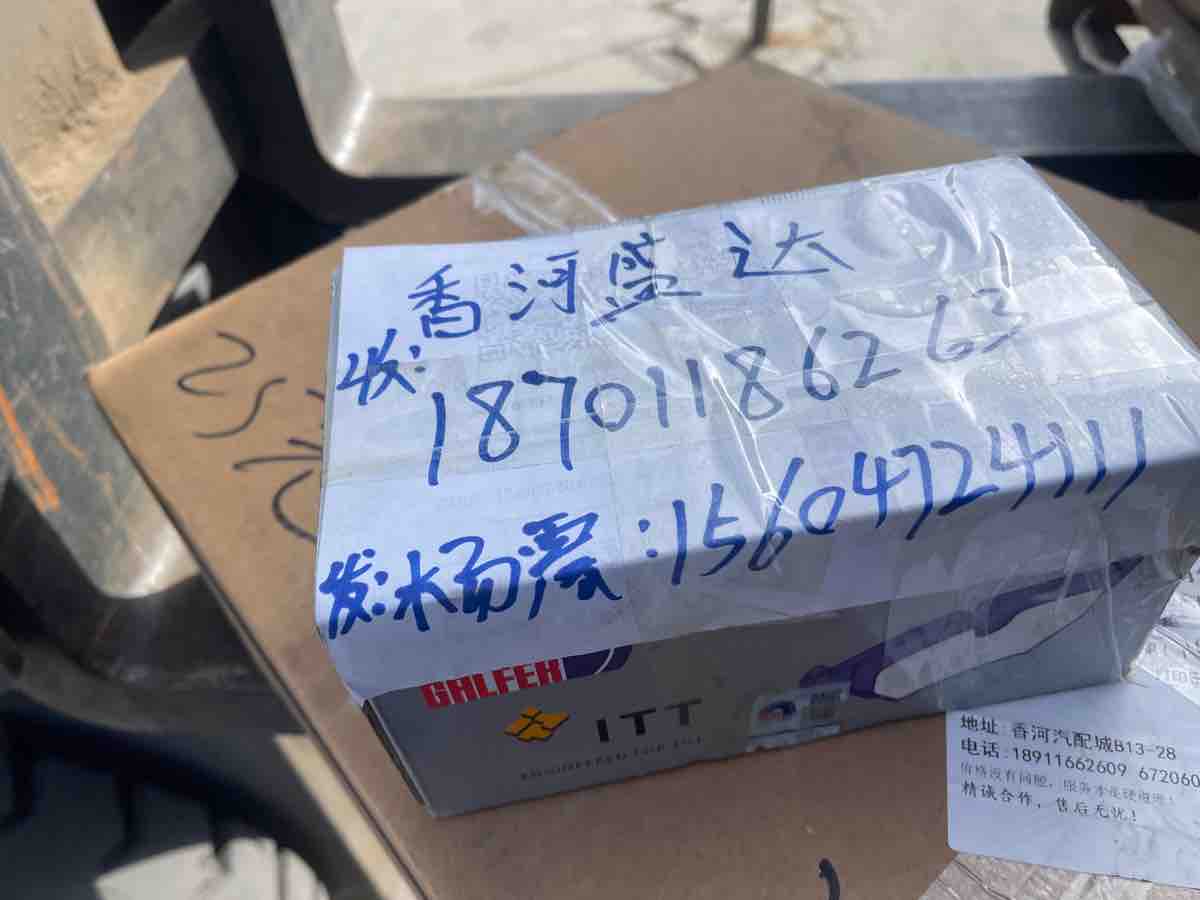 香河盛达
收:
18701186263
发:杨震:15604724111
GALFER
ITT
地址:香河汽配城B13-28
电话:18911662609 672060
价格没有问题,服务才是硬道理!
精诚合作,售后无忧!